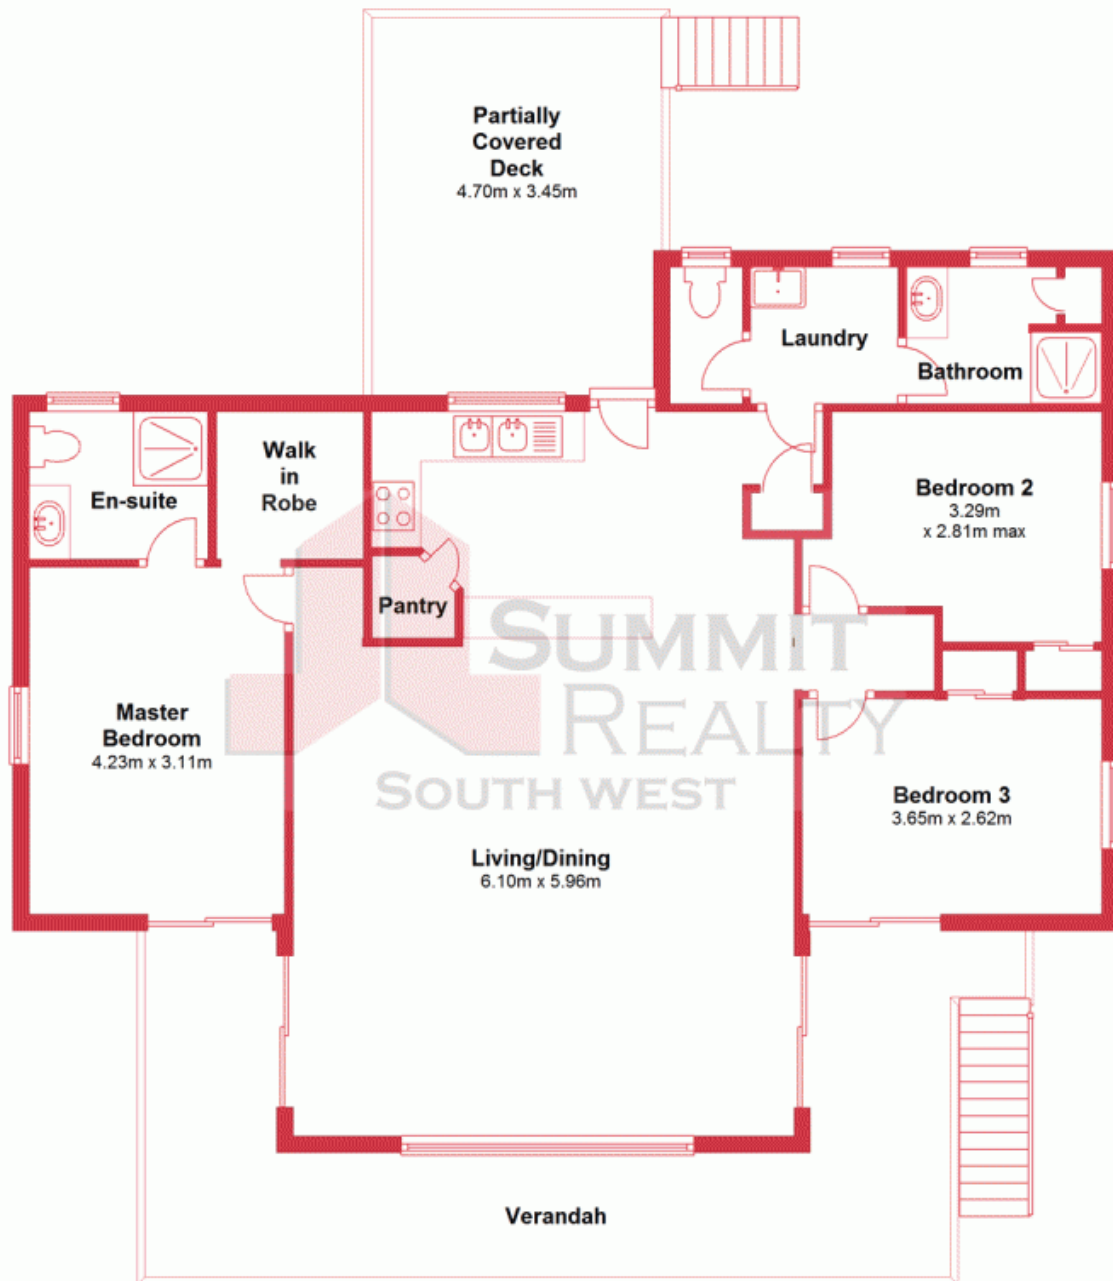 Partially
Covered
Deck
4.70m x 3.45m
Laundry
Bathroom
Walk
in
Robe
En-suite
Bedroom 2
3.29m
x 2.81m max
Pantry
SUMMIT
REALTY
SOUTH WEST
Master
Bedroom
4.23m x 3.11m
Bedroom 3
3.65m x 2.62m
Living/Dining
6.10m x 5.96m
Verandah